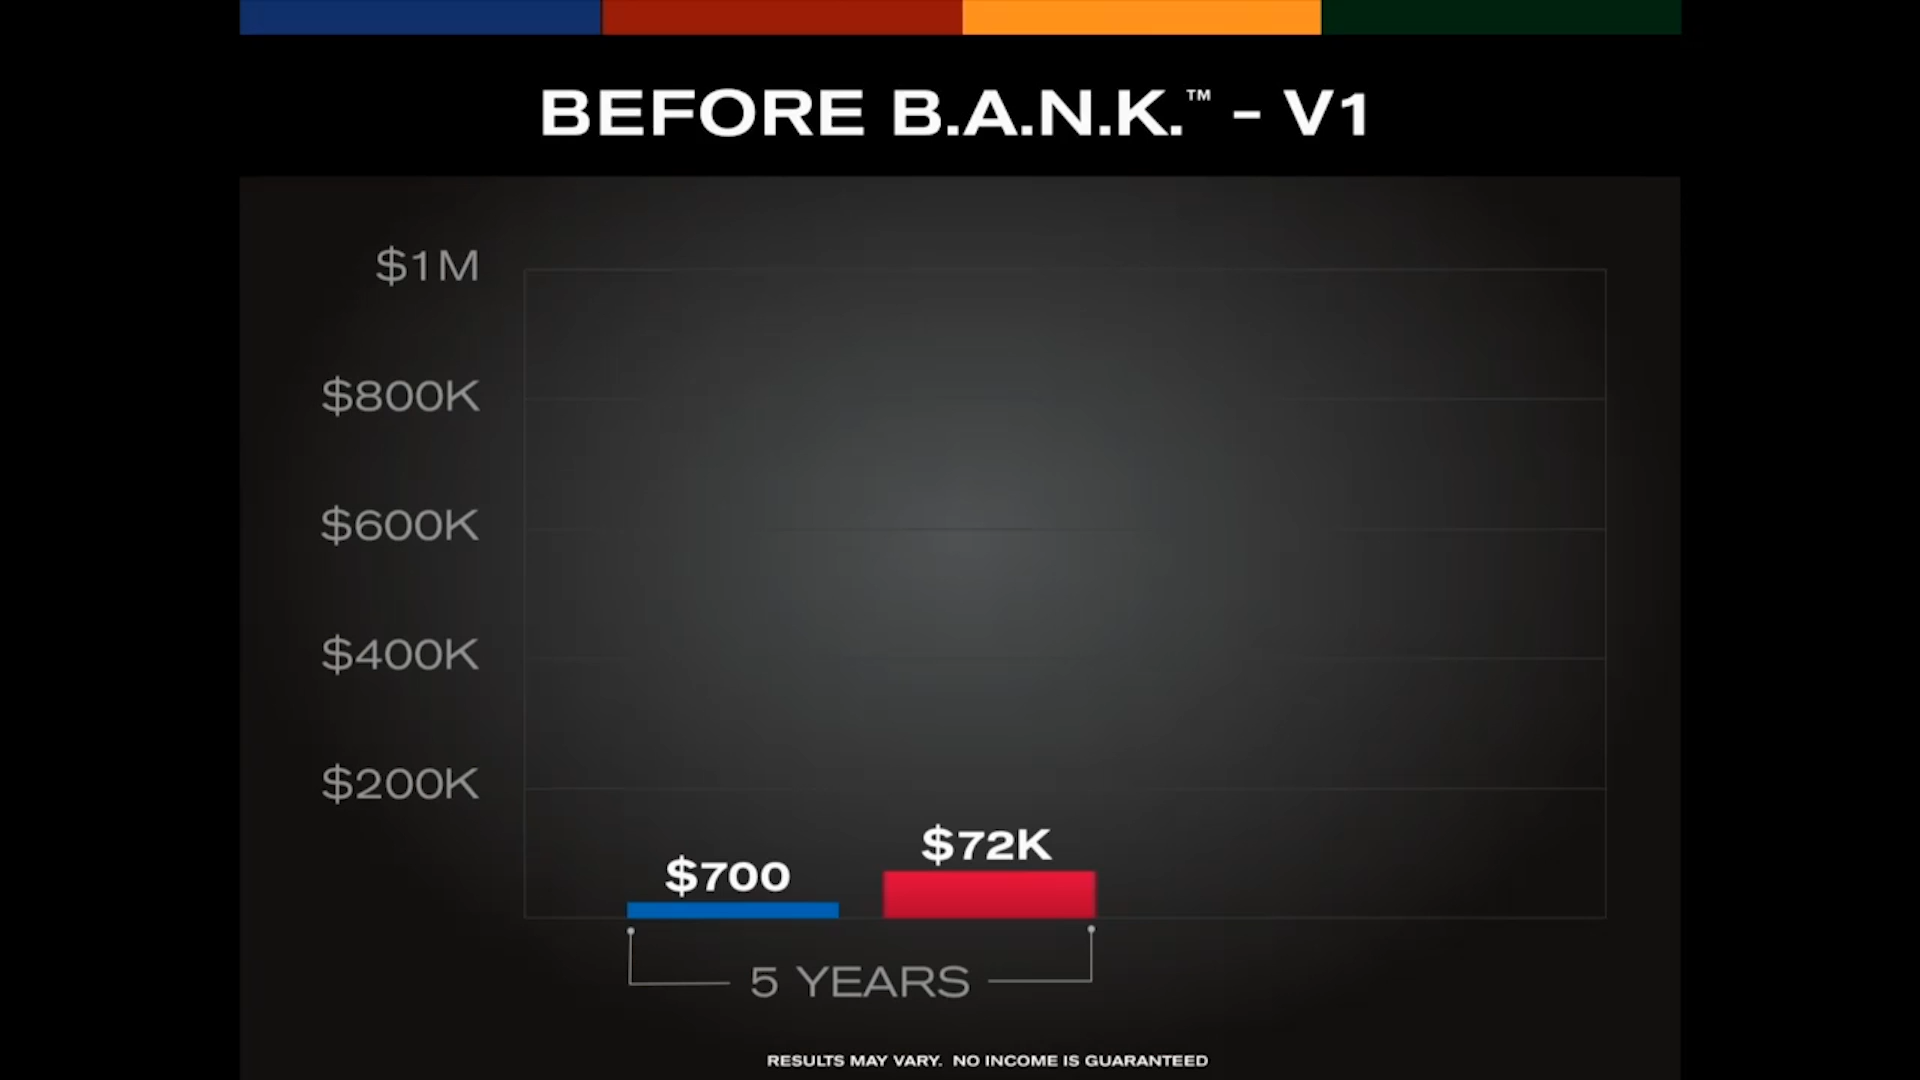 BEFORE B.A.N.K.™ - V1
$1M
$800K
$600K
$400K
$200K
$700
$72K
5 YEARS
RESULTS MAY VARY. NO INCOME IS GUARANTEED